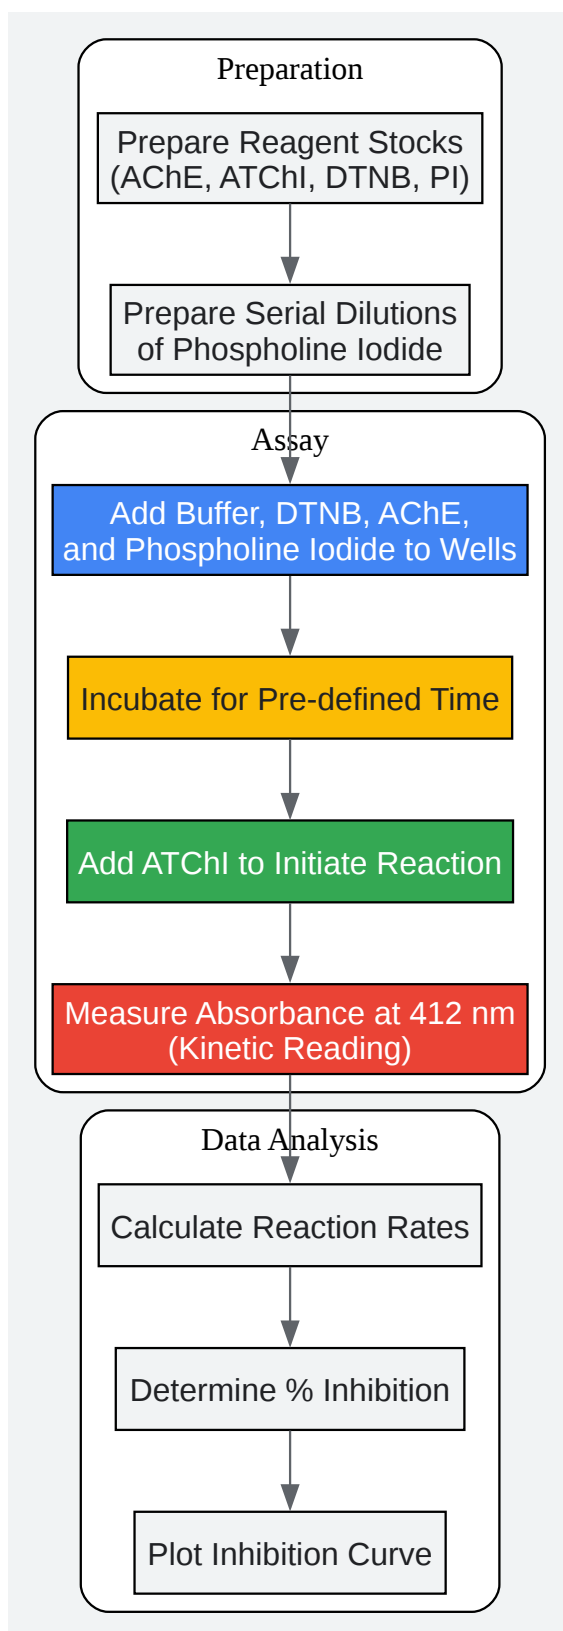 Preparation
Prepare Reagent Stocks
(AChE, ATChI, DTNB, PI)
Prepare Serial Dilutions
of Phospholine Iodide
Assay
Add Buffer, DTNB, AChE,
and Phospholine Iodide to Wells
Incubate for Pre-defined Time
Add ATChI to Initiate Reaction
Measure Absorbance at 412 nm
(Kinetic Reading)
Data Analysis
Calculate Reaction Rates
Determine % Inhibition
Plot Inhibition Curve